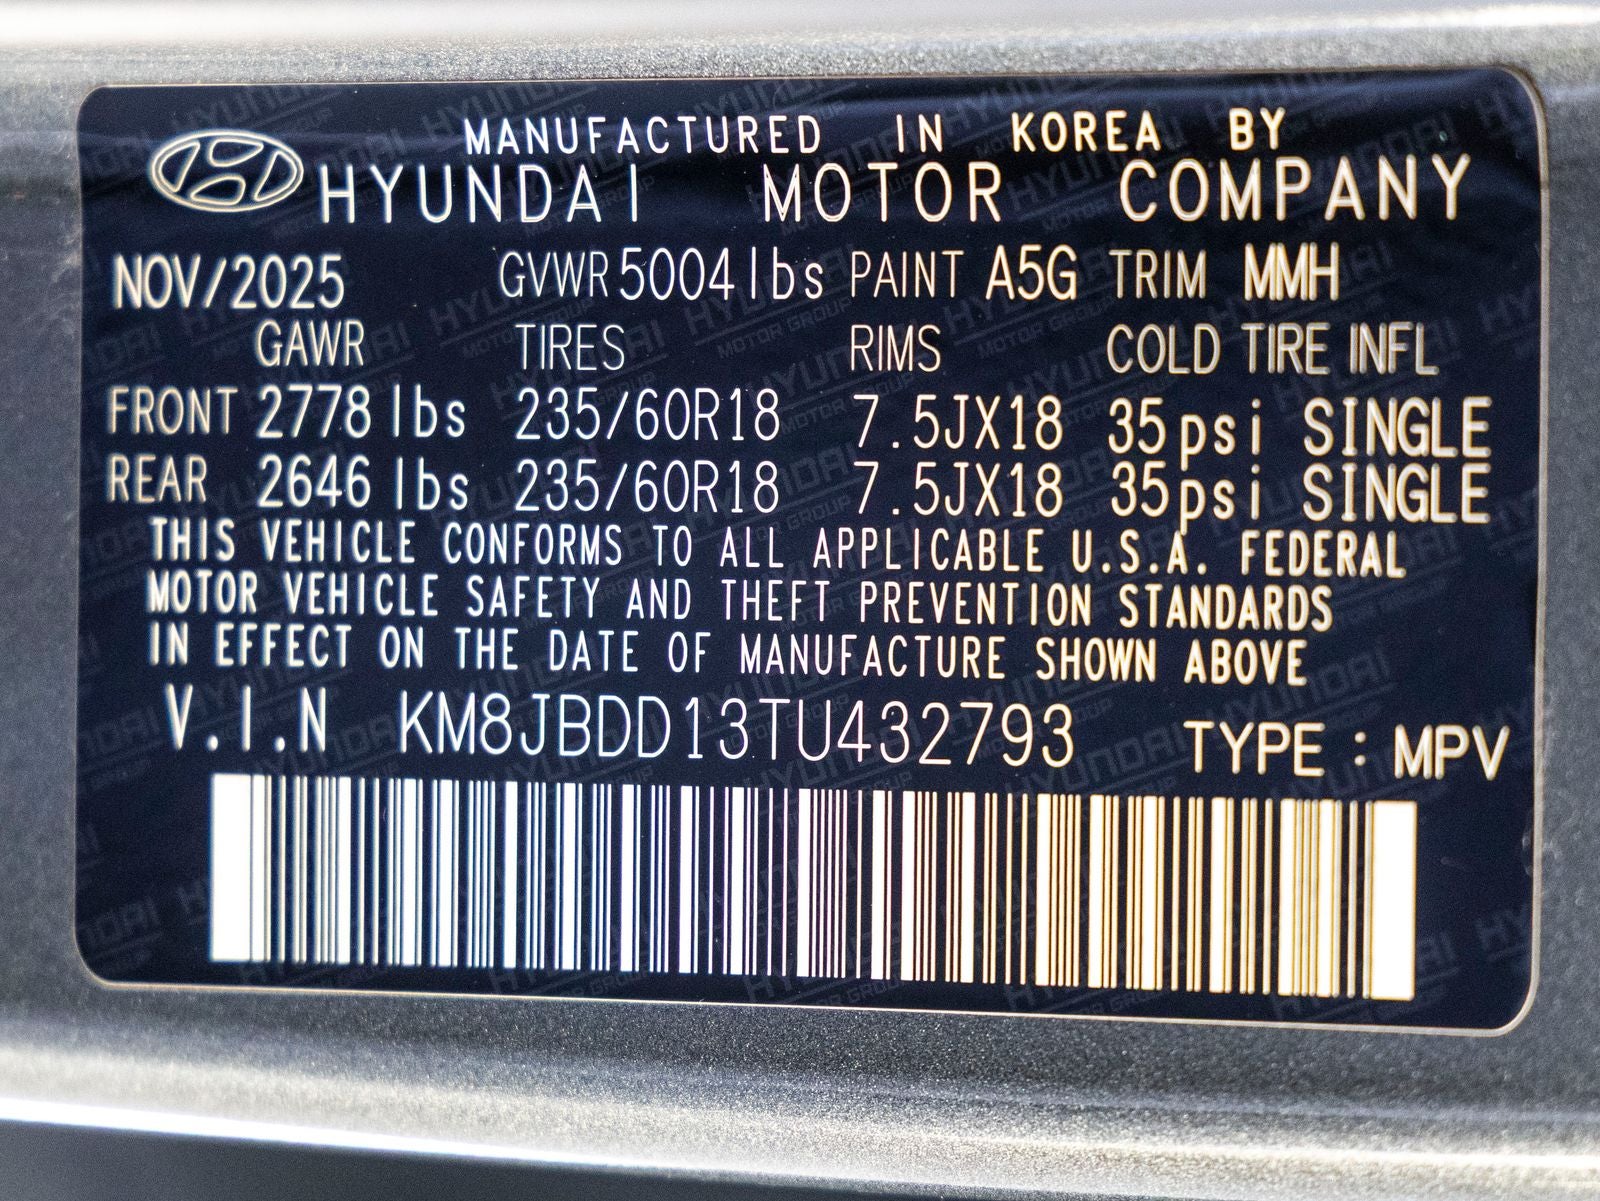 MANUFACTURED IN KOREA BY
HYUNDAI MOTOR COMPANY
NOV/2025 GVWR 5004 lbs PAINT A5G TRIM MMH
GAWR TIRES RIMS COLD TIRE INFL
FRONT 2778 lbs 235/60R18 7.5JX18 35psi SINGLE
REAR 2646 lbs 235/60R18 7.5JX18 35psi SINGLE
THIS VEHICLE CONFORMS TO ALL APPLICABLE U.S.A. FEDERAL
MOTOR VEHICLE SAFETY AND THEFT PREVENTION STANDARDS
IN EFFECT ON THE DATE OF MANUFACTURE SHOWN ABOVE
V.I.N KM8JBDD13TU432793 TYPE : MPV